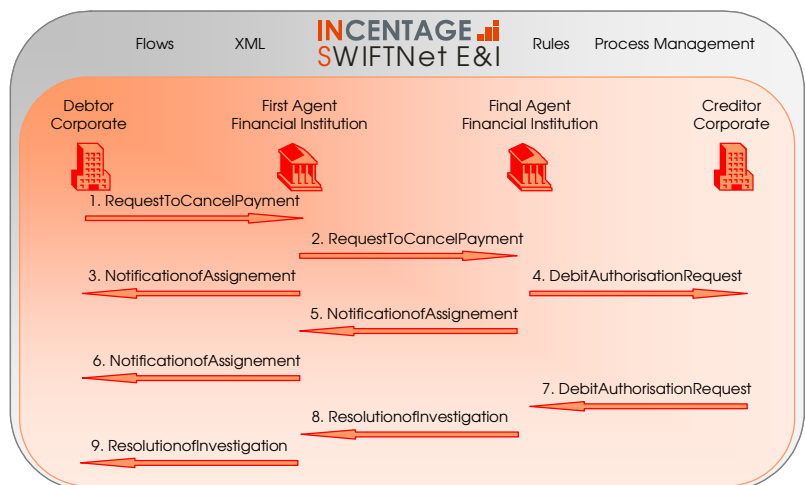 Flows XML INCENTAGE Rules Process Management
SWIFTNet E&I
Debtor First Agent Final Agent Creditor
Corporate Financial Institution Financial Institution Corporate
1. RequestToCancelPayment
2. RequestToCancelPayment
3. NotificationofAssignement 4. DebitAuthorisationRequest
5. NotificationofAssignement
6. NotificationofAssignement
7. DebitAuthorisationRequest
8. ResolutionofInvestigation
9. ResolutionofInvestigation